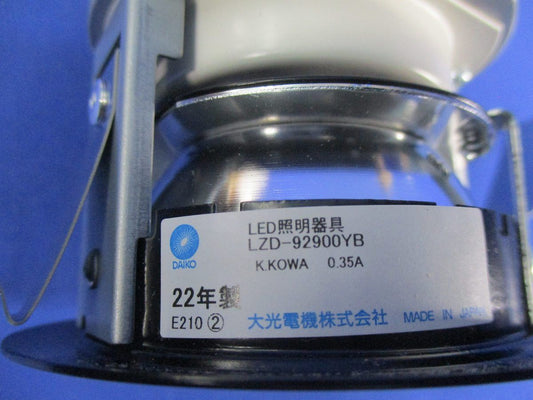 LED照明器具
LZD-92900YB
DAIKO
K.KOWA 0.35A
22年製
E210 ②
大光電機株式会社 MADE IN JAPAN